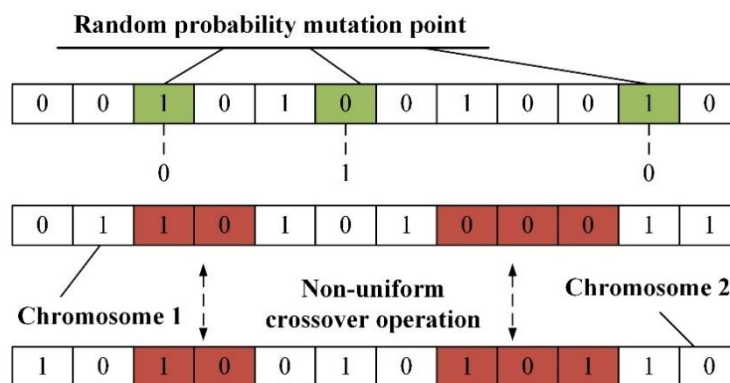 Random probability mutation point
0 0 1 0 1 0 0 1 0 0 1 0
0 1 0
0 1 1 0 1 0 1 0 0 0 1 1
Non-uniform
crossover operation
Chromosome 1
Chromosome 2
1 0 1 0 0 1 0 1 0 1 1 0